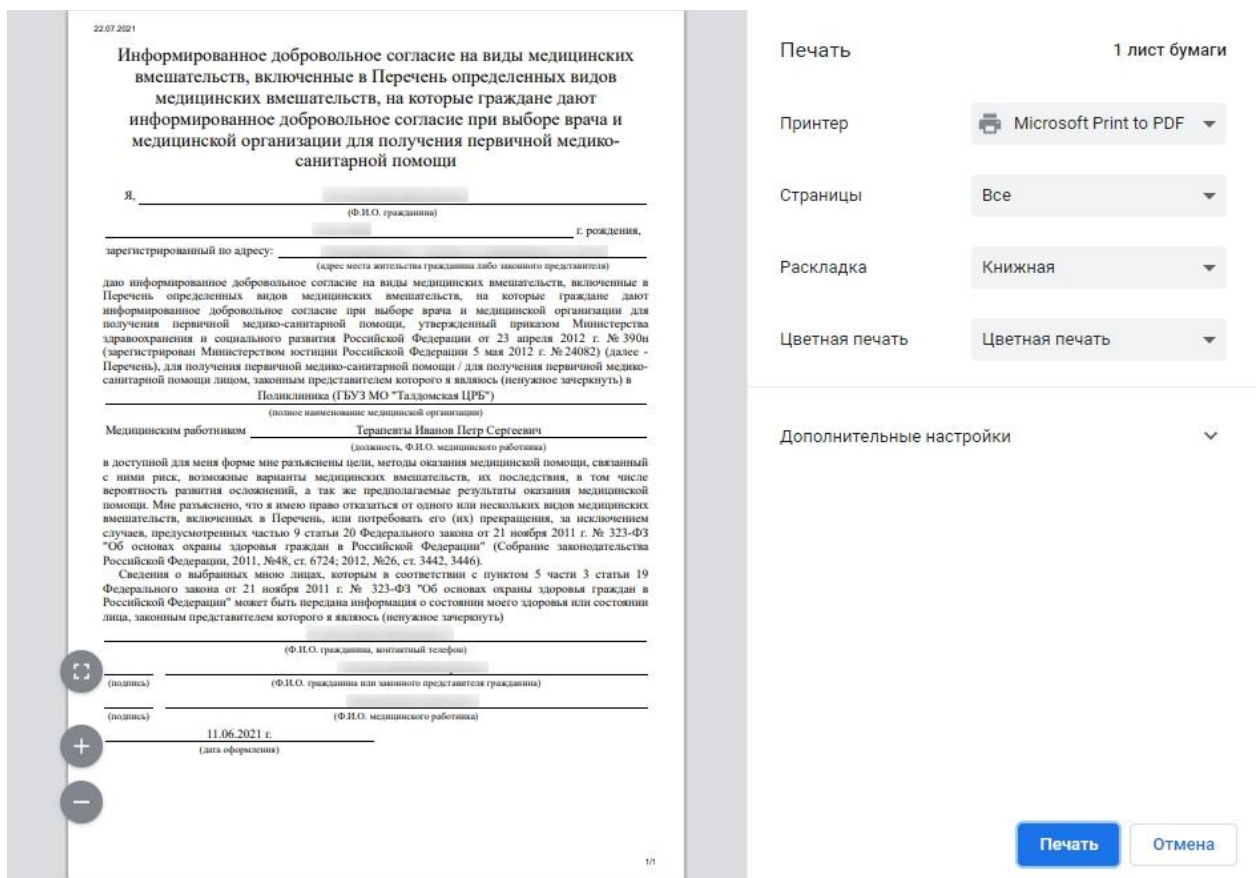 22.07.2021
Информированное добровольное согласие на виды медицинских
вмешательств, включенные в Перечень определенных видов
медицинских вмешательств, на которые граждане дают
информированное добровольное согласие при выборе врача и
медицинской организации для получения первичной медико-
санитарной помощи
Я,
(Ф.И.О. гражданина)
г. рождения,
зарегистрированный по адресу:
(адрес места жительства гражданина либо законного представителя)
даю информированное добровольное согласие на виды медицинских вмешательств, включенные в
Перечень определенных видов медицинских вмешательств, на которые граждане дают
информированное добровольное согласие при выборе врача и медицинской организации для
получения первичной медико-санитарной помощи, утвержденный приказом Министерства
здравоохранения и социального развития Российской Федерации от 23 апреля 2012 г. № 390н
(зарегистрирован Министерством юстиции Российской Федерации 5 мая 2012 г. № 24082) (далее -
Перечень), для получения первичной медико-санитарной помощи / для получения первичной медико-
санитарной помощи лицом, законным представителем которого я являюсь (ненужное зачеркнуть) в
Поликлиника (ГБУЗ МО "Талдомская ЦРБ")
(полное наименование медицинской организации)
Медицинским работником Терапевты Иванов Петр Сергеевич
(должность, Ф.И.О. медицинского работника)
в доступной для меня форме мне разъяснены цели, методы оказания медицинской помощи, связанный
с ними риск, возможные варианты медицинских вмешательств, их последствия, в том числе
вероятность развития осложнений, а так же предполагаемые результаты оказания медицинской
помощи. Мне разъяснено, что я имею право отказаться от одного или нескольких видов медицинских
вмешательств, включенных в Перечень, или потребовать его (их) прекращения, за исключением
случаев, предусмотренных частью 9 статьи 20 Федерального закона от 21 ноября 2011 г. № 323-ФЗ
"Об основах охраны здоровья граждан в Российской Федерации" (Собрание законодательства
Российской Федерации, 2011, №48, ст. 6724; 2012, №26, ст. 3442, 3446).
Сведения о выбранных мною лицах, которым в соответствии с пунктом 5 части 3 статьи 19
Федерального закона от 21 ноября 2011 г. № 323-ФЗ "Об основах охраны здоровья граждан в
Российской Федерации" может быть передана информация о состоянии моего здоровья или состоянии
лица, законным представителем которого я являюсь (ненужное зачеркнуть)
(Ф.И.О. гражданина, контактный телефон)
(подпись) (Ф.И.О. гражданина или законного представителя гражданина)
(подпись) (Ф.И.О. медицинского работника)
11.06.2021 г.
(дата оформления)
1/1
Печать 1 лист бумаги
Принтер Microsoft Print to PDF
Страницы Все
Раскладка Книжная
Цветная печать Цветная печать
Дополнительные настройки
Печать Отмена